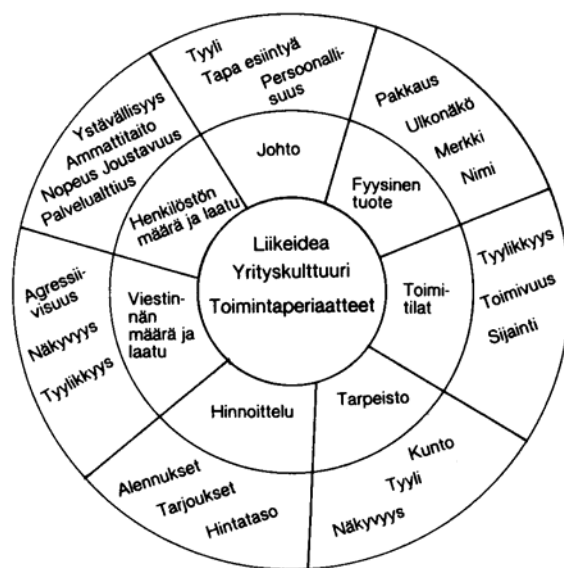 Tyyli
Tapa esiintyä
Persoonalli-
suus
Johto
Pakkaus
Ulkonäkö
Merkki
Nimi
Fyysinen
tuote
Tyylikkyys
Toimivuus
Sijainti
Toimi-
tilat
Kunto
Tyyli
Näkyvyys
Tarpeisto
Alennukset
Tarjoukset
Hintataso
Hinnoittelu
Agressii-
visuus
Näkyvyys
Tyylikkyys
Viestin-
nän
määrä ja
laatu
Ystävällisyys
Ammattitaito
Nopeus Joustavuus
Palvelualttius
Henkilöstön
määrä ja laatu
Liikeidea
Yrityskulttuuri
Toimintaperiaatteet